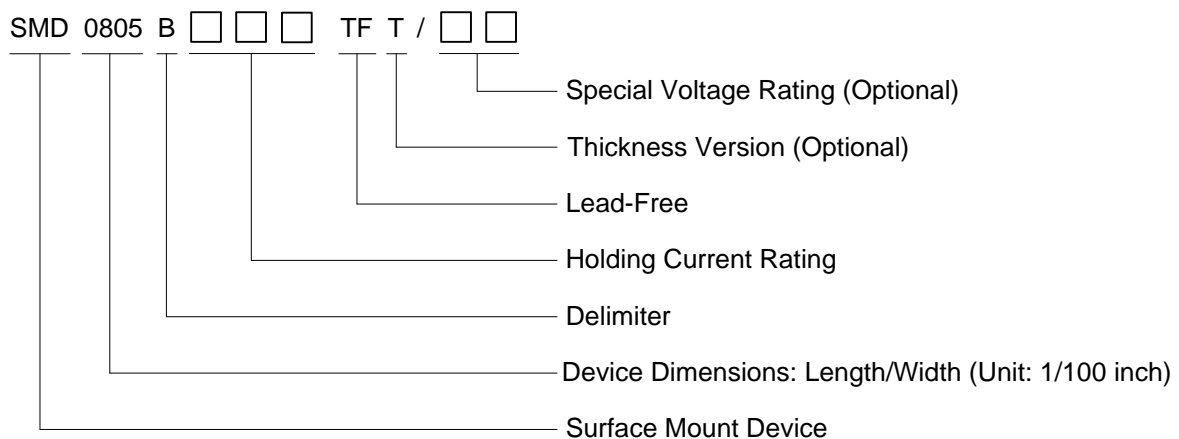 SMD 0805 B □ □ □ TF T / □ □
Special Voltage Rating (Optional)
Thickness Version (Optional)
Lead-Free
Holding Current Rating
Delimiter
Device Dimensions: Length/Width (Unit: 1/100 inch)
Surface Mount Device